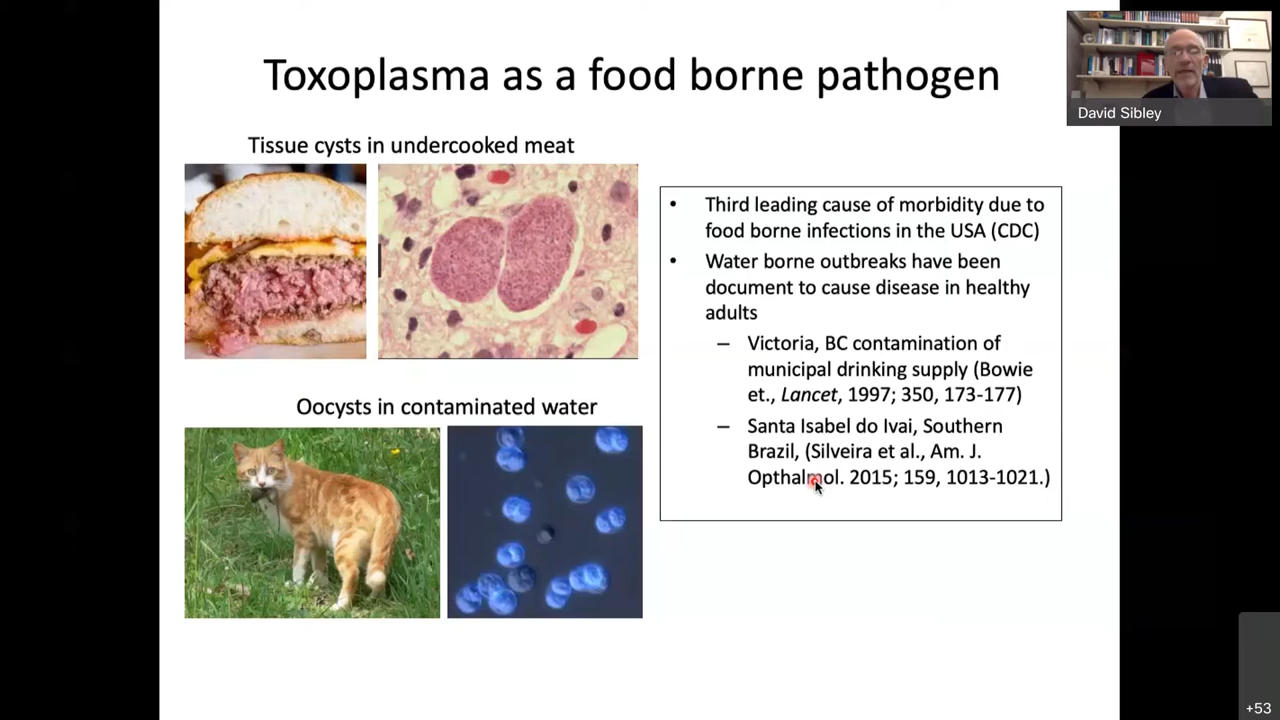 Toxoplasma as a food borne pathogen
David Sibley
Tissue cysts in undercooked meat
Oocysts in contaminated water
• Third leading cause of morbidity due to
food borne infections in the USA (CDC)
• Water borne outbreaks have been
document to cause disease in healthy
adults
– Victoria, BC contamination of
municipal drinking supply (Bowie
et., Lancet, 1997; 350, 173-177)
– Santa Isabel do Ivai, Southern
Brazil, (Silveira et al., Am. J.
Opthalmol. 2015; 159, 1013-1021.)
+53